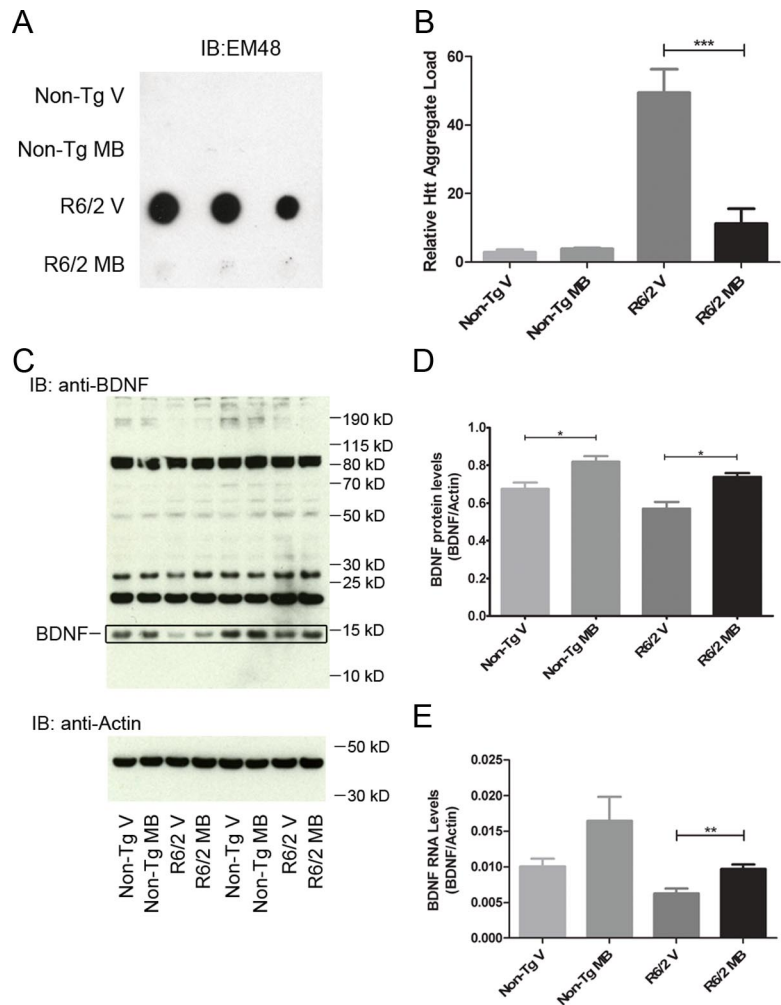 A
IB:EM48
Non-Tg V
Non-Tg MB
R6/2 V
R6/2 MB
B
Relative Htt Aggregate Load
60
40
20
0
***
Non-Tg V
Non-Tg MB
R6/2 V
R6/2 MB
C
IB: anti-BDNF
190 kD
115 kD
80 kD
70 kD
50 kD
30 kD
25 kD
BDNF
15 kD
10 kD
IB: anti-Actin
50 kD
30 kD
Non-Tg V
Non-Tg MB
R6/2 V
R6/2 MB
Non-Tg V
Non-Tg MB
R6/2 V
R6/2 MB
D
BDNF protein levels
(BDNF/Actin)
1.0
0.8
0.6
0.4
0.2
0.0
*
*
Non-Tg V
Non-Tg MB
R6/2 V
R6/2 MB
E
BDNF RNA Levels
(BDNF/Actin)
0.025
0.020
0.015
0.010
0.005
0.000
**
Non-Tg V
Non-Tg MB
R6/2 V
R6/2 MB